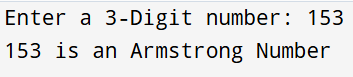 Enter a 3-Digit number: 153
153 is an Armstrong Number